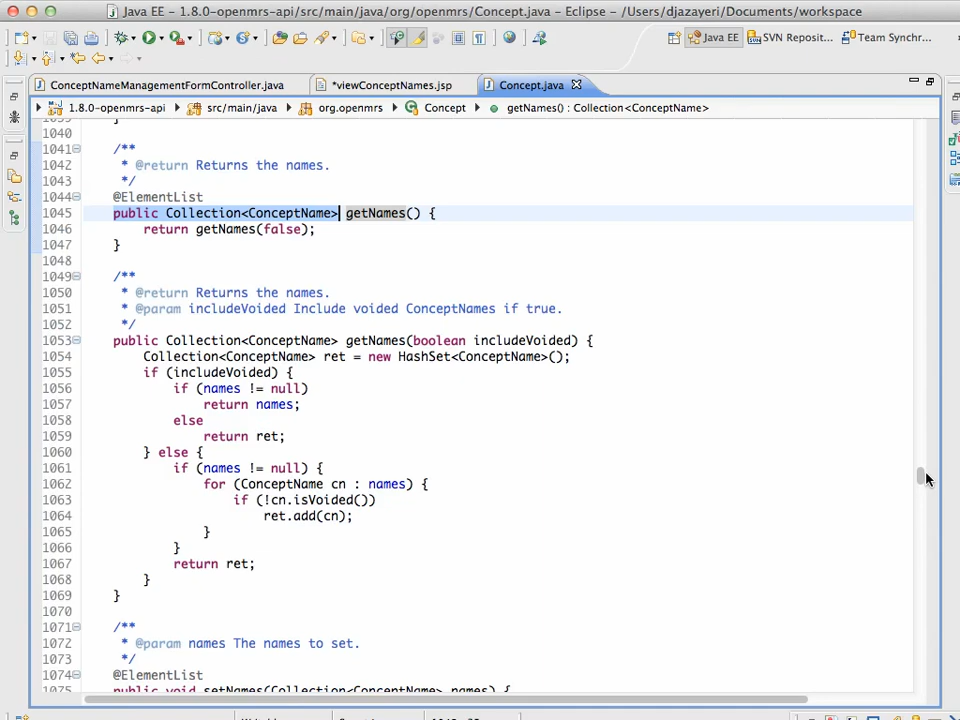 Java EE - 1.8.0-openmrs-api/src/main/java/org/openmrs/Concept.java - Eclipse - /Users/djazayeri/Documents/workspace
Java EE SVN Reposit... Team Synchr...
ConceptNameManagementFormController.java *viewConceptNames.jsp Concept.java
1.8.0-openmrs-api src/main/java org.openmrs Concept getNames() : Collection<ConceptName>
1040
1041 /**
1042 * @return Returns the names.
1043 */
1044 @ElementList
1045 public Collection<ConceptName> getNames() {
1046 return getNames(false);
1047 }
1048
1049 /**
1050 * @return Returns the names.
1051 * @param includeVoided Include voided ConceptNames if true.
1052 */
1053 public Collection<ConceptName> getNames(boolean includeVoided) {
1054 Collection<ConceptName> ret = new HashSet<ConceptName>();
1055 if (includeVoided) {
1056 if (names != null)
1057 return names;
1058 else
1059 return ret;
1060 } else {
1061 if (names != null) {
1062 for (ConceptName cn : names) {
1063 if (!cn.isVoided())
1064 ret.add(cn);
1065 }
1066 }
1067 return ret;
1068 }
1069 }
1070
1071 /**
1072 * @param names The names to set.
1073 */
1074 @ElementList
1075 public void setNames(Collection<ConceptName> names) {